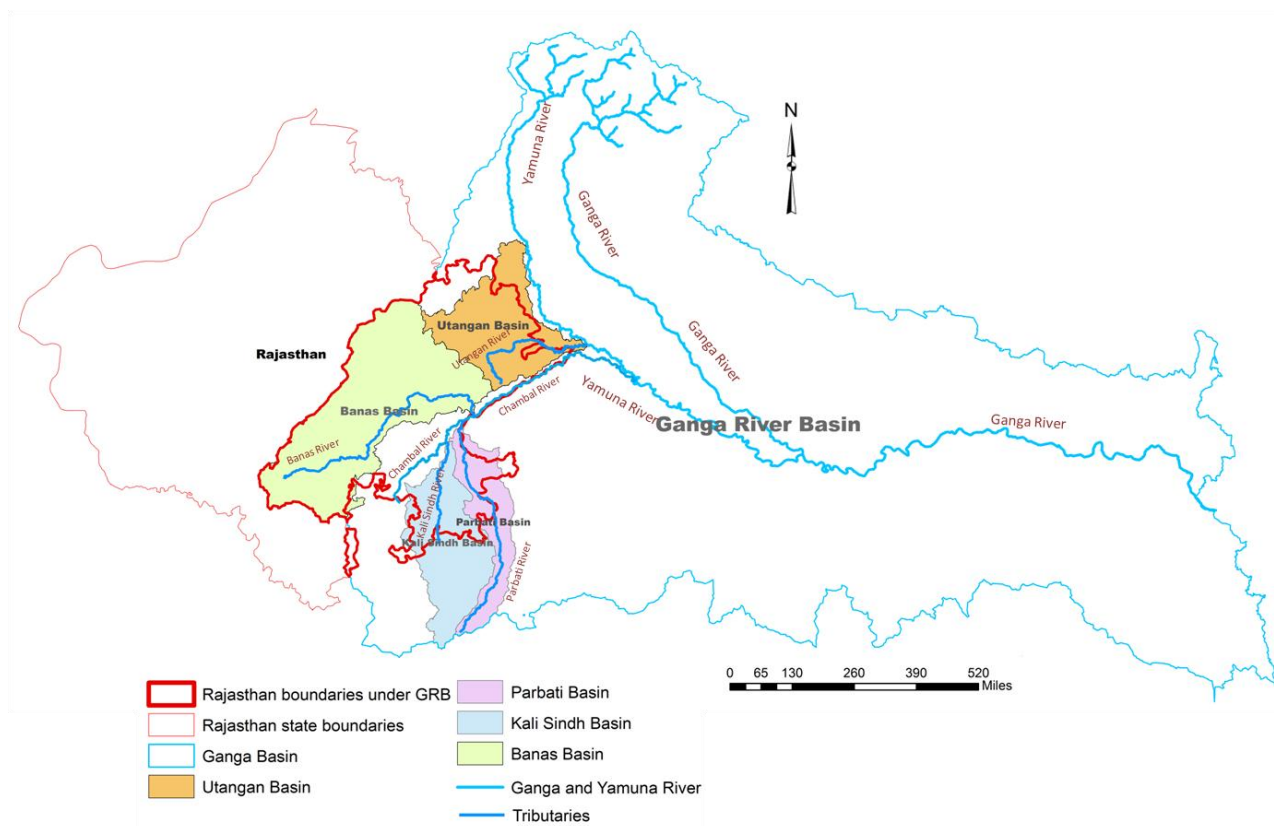 N
Yamuna River
Ganga River
Utangan Basin
Utangan River
Ganga River
Rajasthan
Chambal River
Yamuna River
Banas Basin
Ganga River Basin
Ganga River
Banas River
Chambal River
Kali Sindh River
Parbati Basin
Kali Sindh Basin
Parbati River
0 65 130 260 390 520
Miles
Rajasthan boundaries under GRB
Rajasthan state boundaries
Ganga Basin
Utangan Basin
Parbati Basin
Kali Sindh Basin
Banas Basin
Ganga and Yamuna River
Tributaries